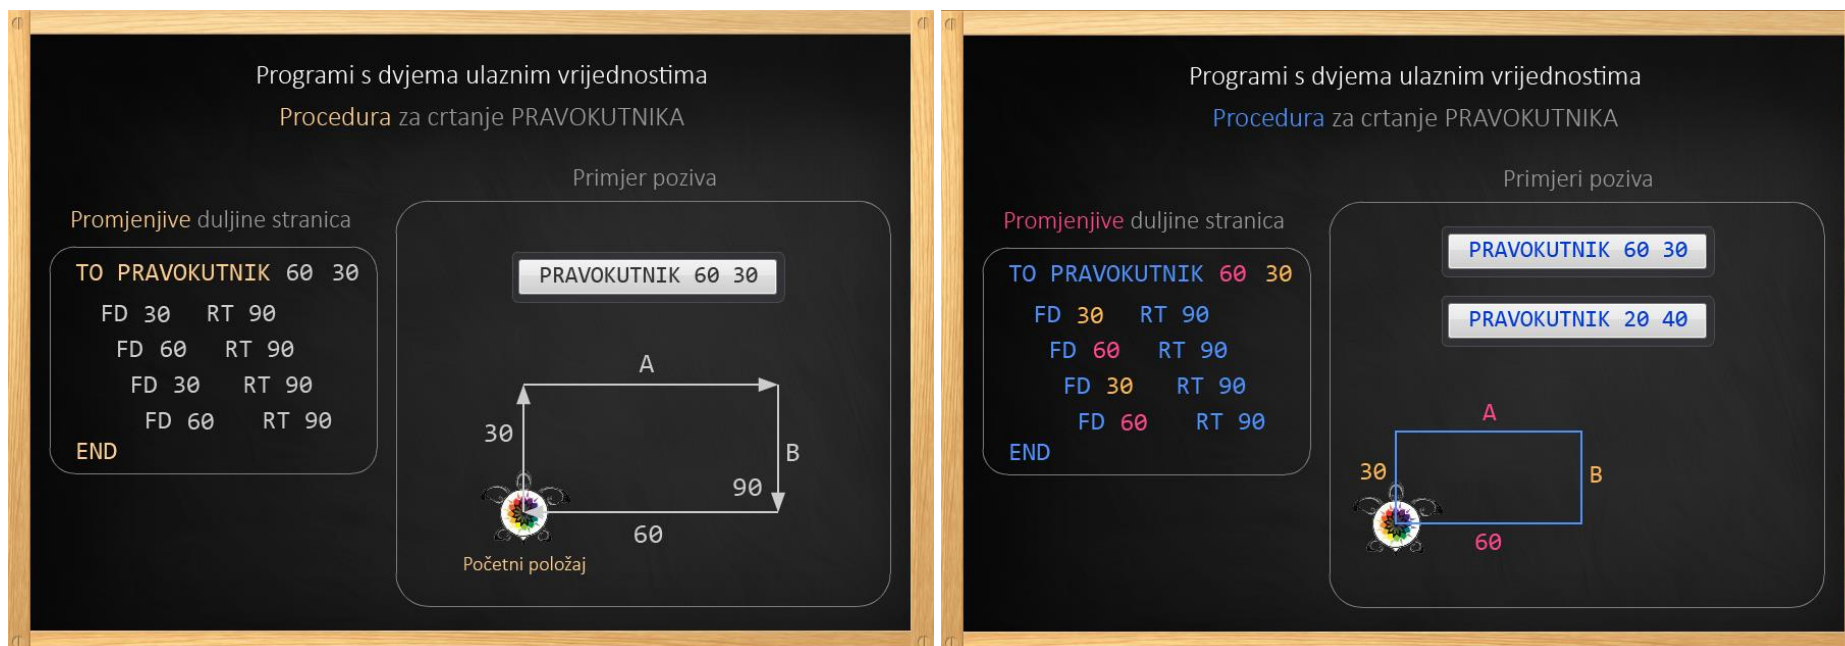 Programi s dvjema ulaznim vrijednostima
Procedura za crtanje PRAVOKUTNIKA
Primjer poziva
Promjenjive duljine stranica
TO PRAVOKUTNIK 60 30
FD 30 RT 90
FD 60 RT 90
FD 30 RT 90
FD 60 RT 90
END
PRAVOKUTNIK 60 30
A
30
B
90
60
Početni položaj
Programi s dvjema ulaznim vrijednostima
Procedura za crtanje PRAVOKUTNIKA
Primjeri poziva
Promjenjive duljine stranica
TO PRAVOKUTNIK 60 30
FD 30 RT 90
FD 60 RT 90
FD 30 RT 90
FD 60 RT 90
END
PRAVOKUTNIK 60 30
PRAVOKUTNIK 20 40
A
30
B
60